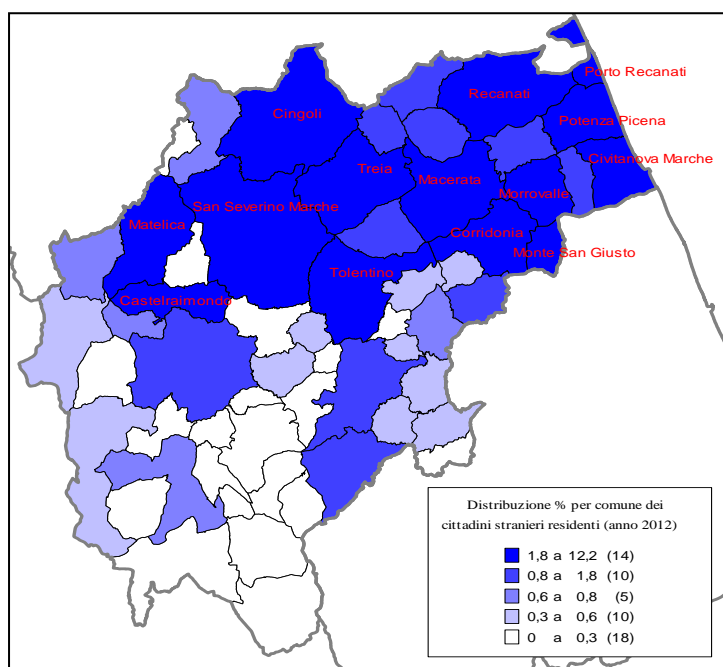 Porto Recanati
Recanati
Cingoli
Potenza Picena
Civitanova Marche
Treia
Macerata
Morrovalle
San Severino Marche
Matelica
Corridonia
Monte San Giusto
Tolentino
Castelraimondo
Distribuzione % per comune dei
cittadini stranieri residenti (anno 2012)
1,8 a 12,2 (14)
0,8 a 1,8 (10)
0,6 a 0,8 (5)
0,3 a 0,6 (10)
0 a 0,3 (18)